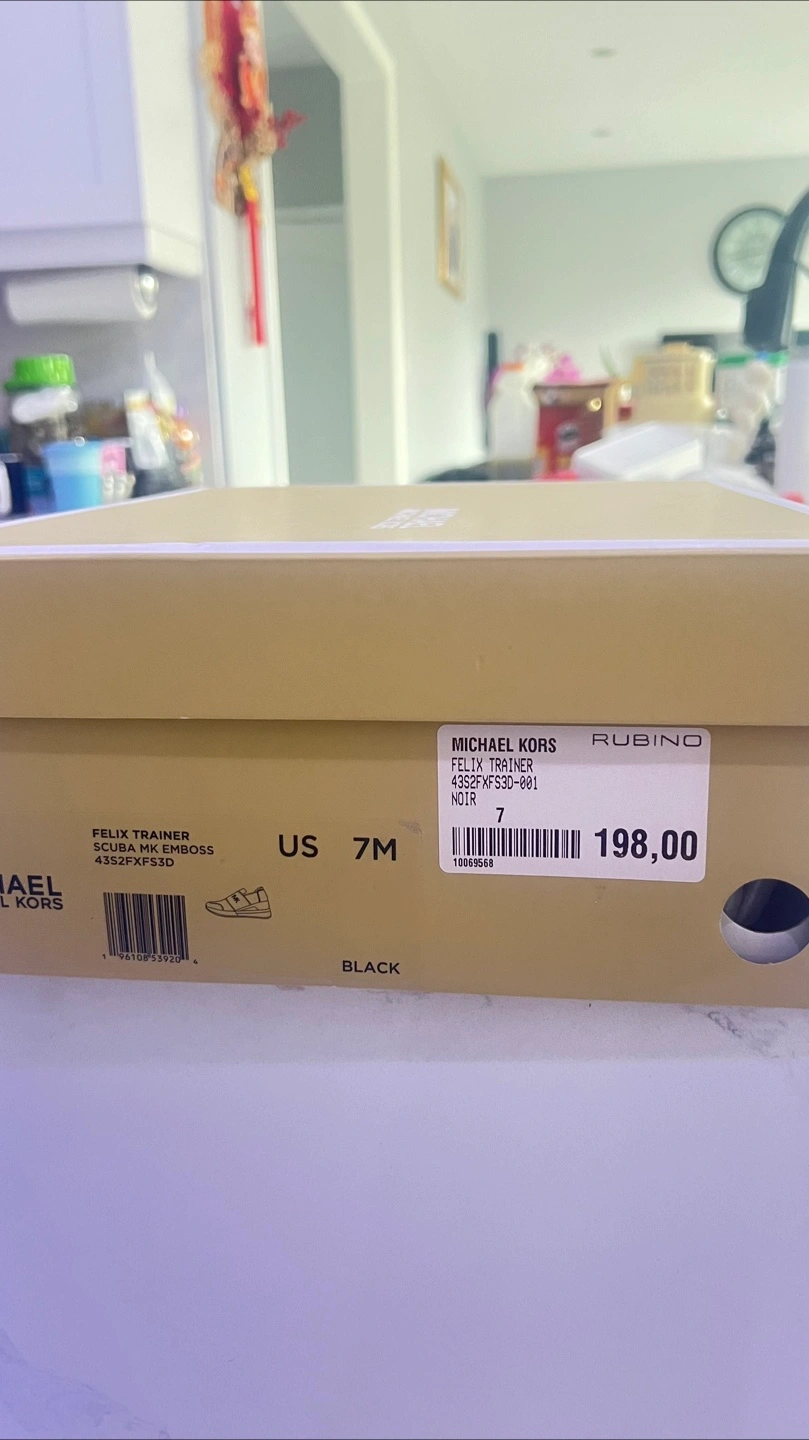 MICHAEL KORS RUBINO
FELIX TRAINER
43S2FXFS3D-001
NOIR
7
198,00
10069568
FELIX TRAINER
SCUBA MK EMBOSS
43S2FXFS3D
US 7M
HAEL
L KORS
1 96108 53920 4
BLACK